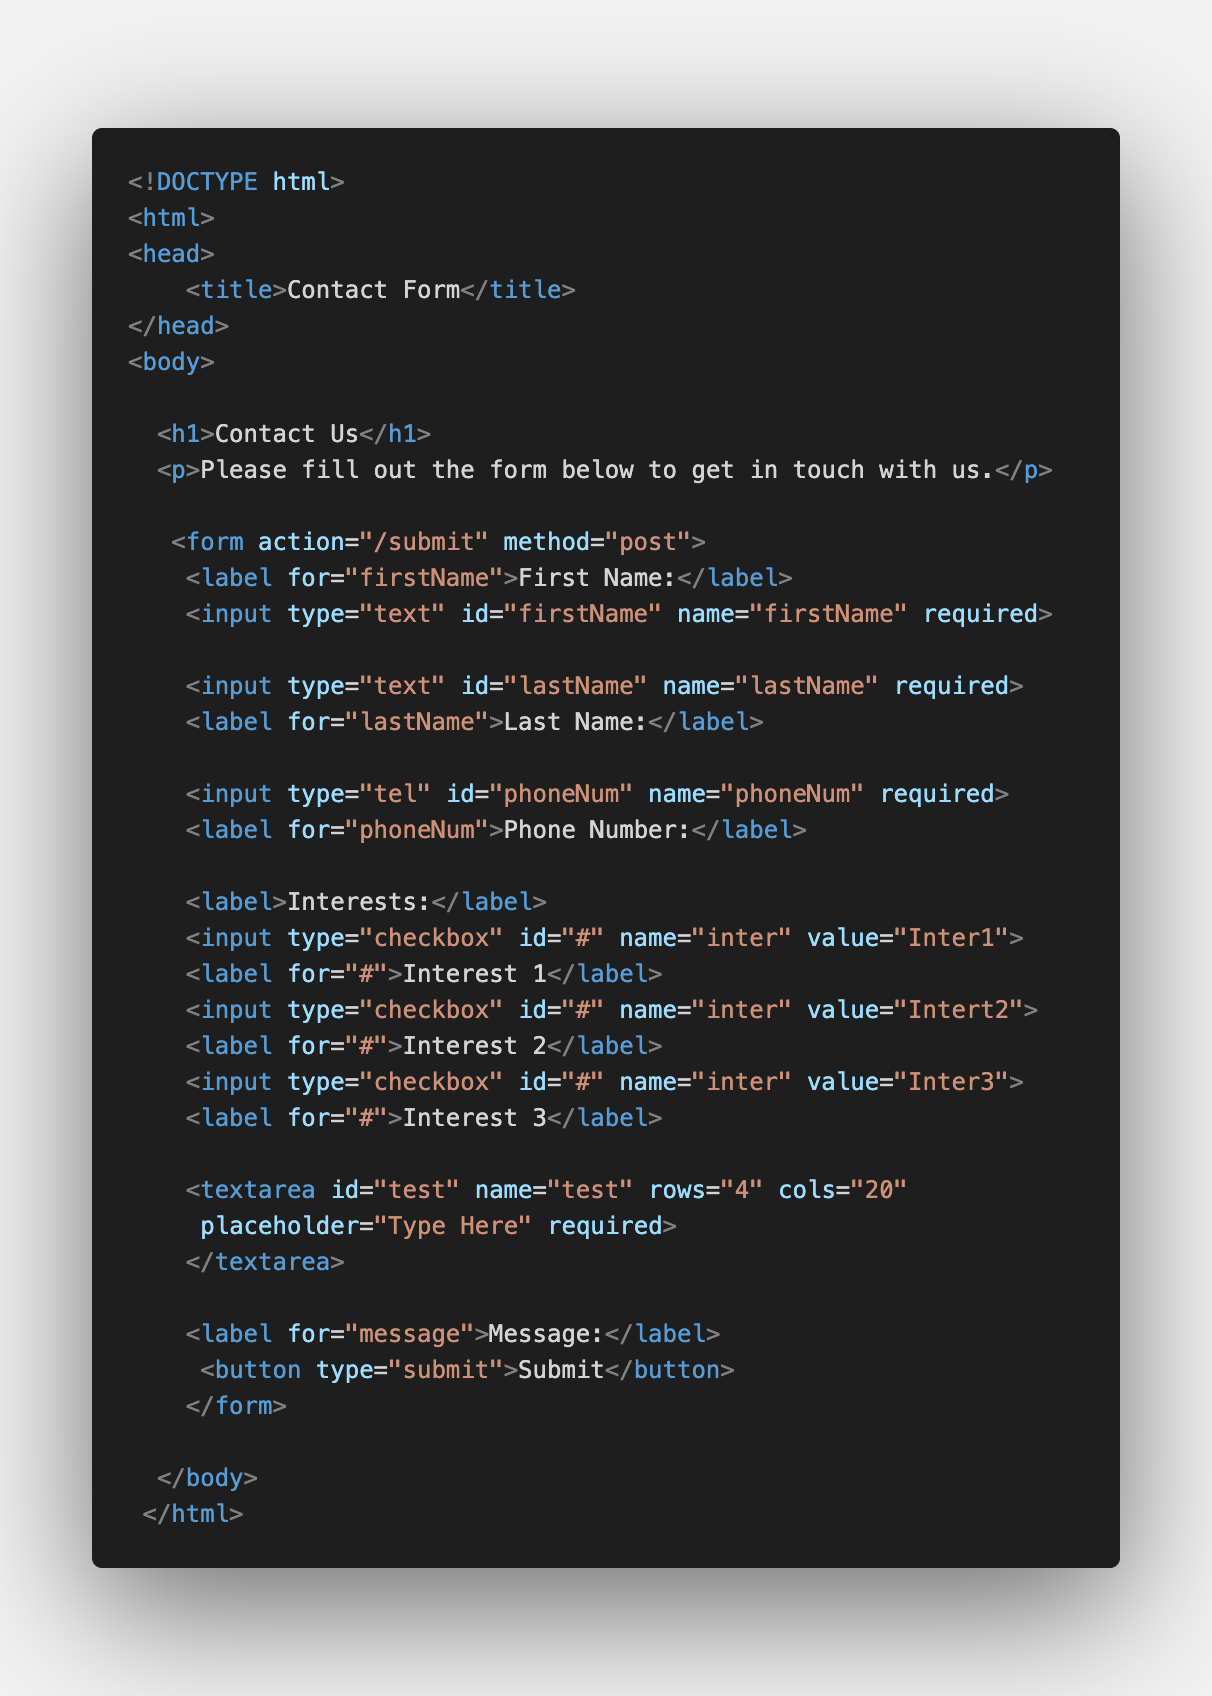 <!DOCTYPE html>
<html>
<head>
    <title>Contact Form</title>
</head>
<body>

  <h1>Contact Us</h1>
  <p>Please fill out the form below to get in touch with us.</p>

   <form action="/submit" method="post">
    <label for="firstName">First Name:</label>
    <input type="text" id="firstName" name="firstName" required>

    <input type="text" id="lastName" name="lastName" required>
    <label for="lastName">Last Name:</label>

    <input type="tel" id="phoneNum" name="phoneNum" required>
    <label for="phoneNum">Phone Number:</label>

    <label>Interests:</label>
    <input type="checkbox" id="#" name="inter" value="Inter1">
    <label for="#">Interest 1</label>
    <input type="checkbox" id="#" name="inter" value="Intert2">
    <label for="#">Interest 2</label>
    <input type="checkbox" id="#" name="inter" value="Inter3">
    <label for="#">Interest 3</label>

    <textarea id="test" name="test" rows="4" cols="20"
     placeholder="Type Here" required>
    </textarea>

    <label for="message">Message:</label>
     <button type="submit">Submit</button>
    </form>

  </body>
 </html>